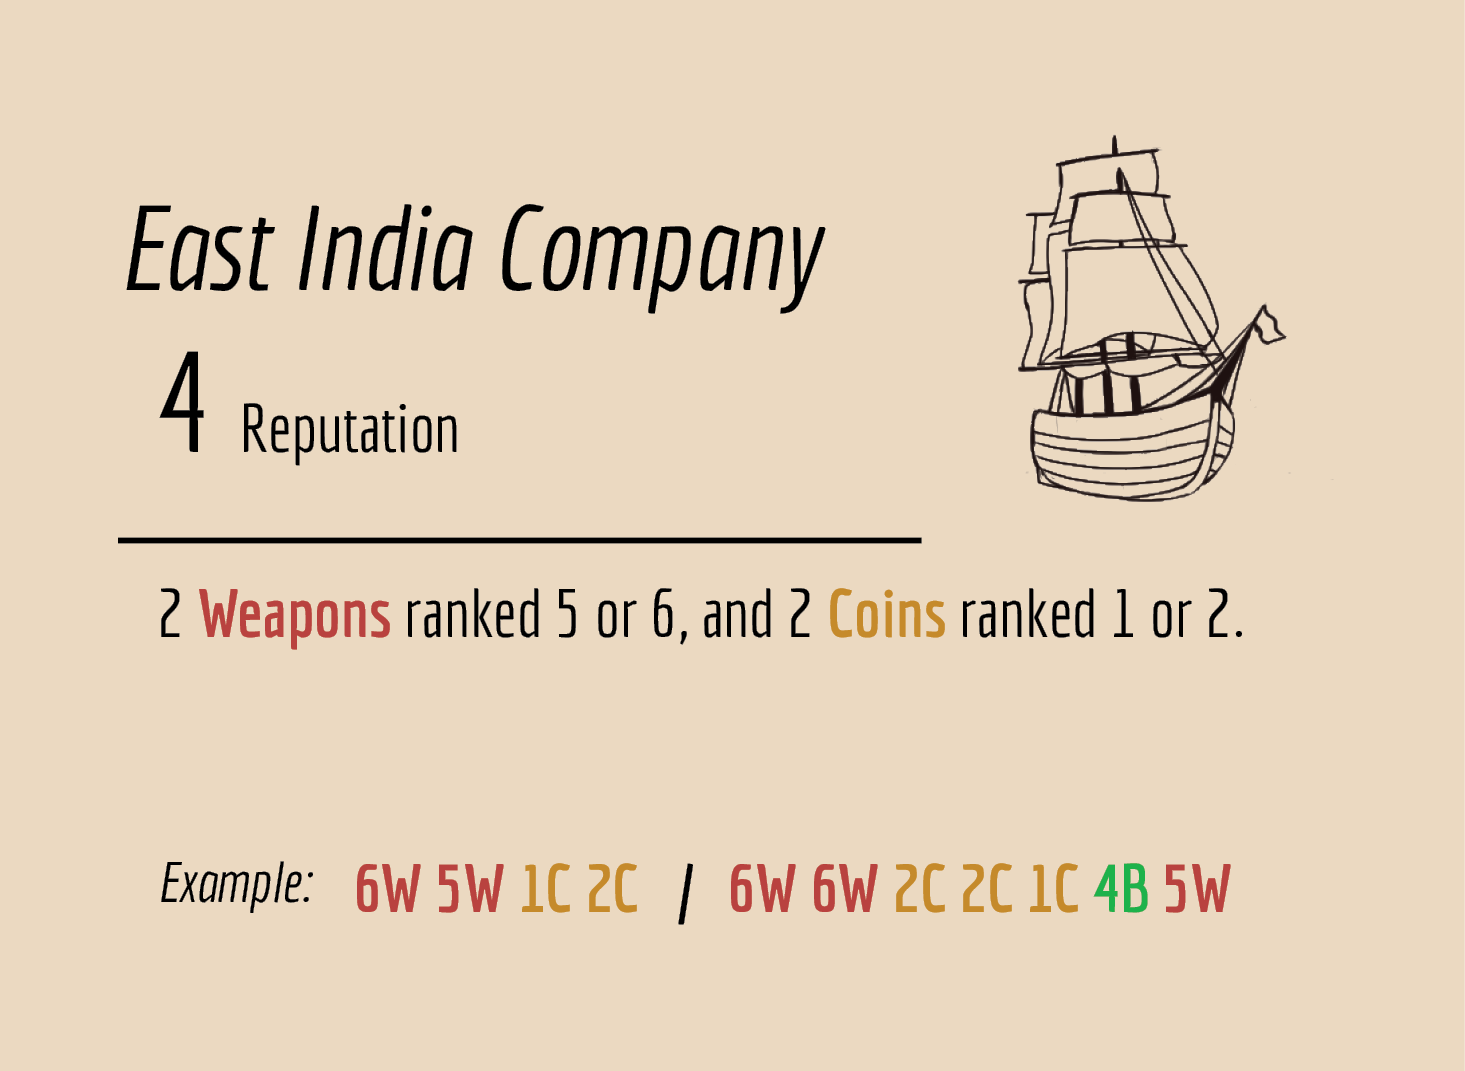 East India Company
4 Reputation
2 Weapons ranked 5 or 6, and 2 Coins ranked 1 or 2.
Example: 6W 5W 1C 2C / 6W 6W 2C 2C 1C 4B 5W